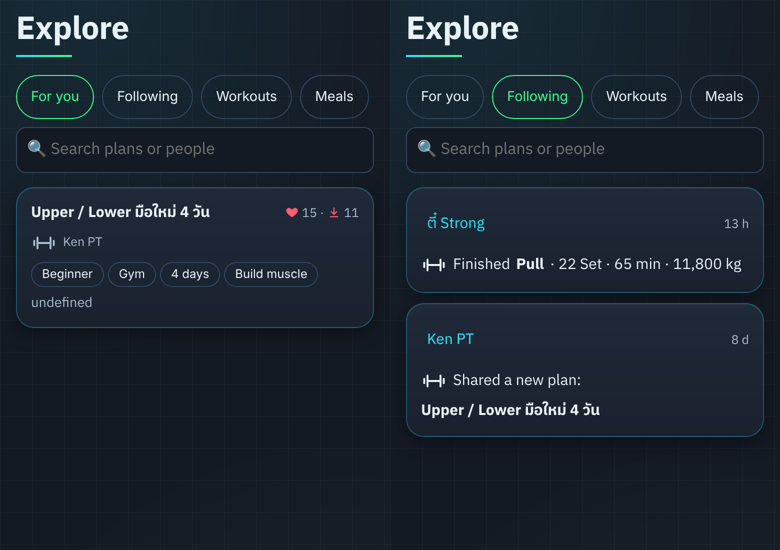 Explore
For you Following Workouts Meals
🔍 Search plans or people
Upper / Lower มือใหม่ 4 วัน 15 · 11
Ken PT
Beginner Gym 4 days Build muscle
undefined
Explore
For you Following Workouts Meals
🔍 Search plans or people
ตี๋ Strong 13 h
Finished Pull · 22 Set · 65 min · 11,800 kg
Ken PT 8 d
Shared a new plan:
Upper / Lower มือใหม่ 4 วัน